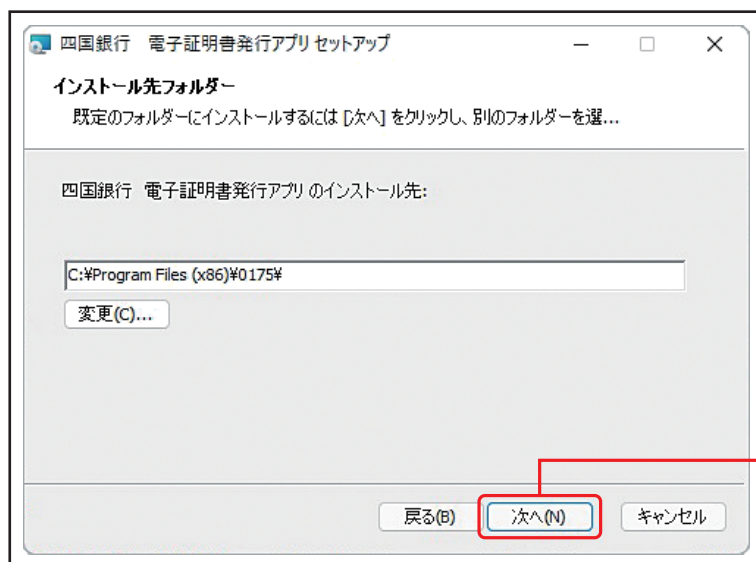 四国銀行　電子証明書発行アプリ セットアップ
インストール先フォルダー
既定のフォルダーにインストールするには [次へ] をクリックし、別のフォルダーを選...
四国銀行　電子証明書発行アプリ のインストール先:
C:¥Program Files (x86)¥0175¥
変更(C)...
戻る(B) 次へ(N) キャンセル